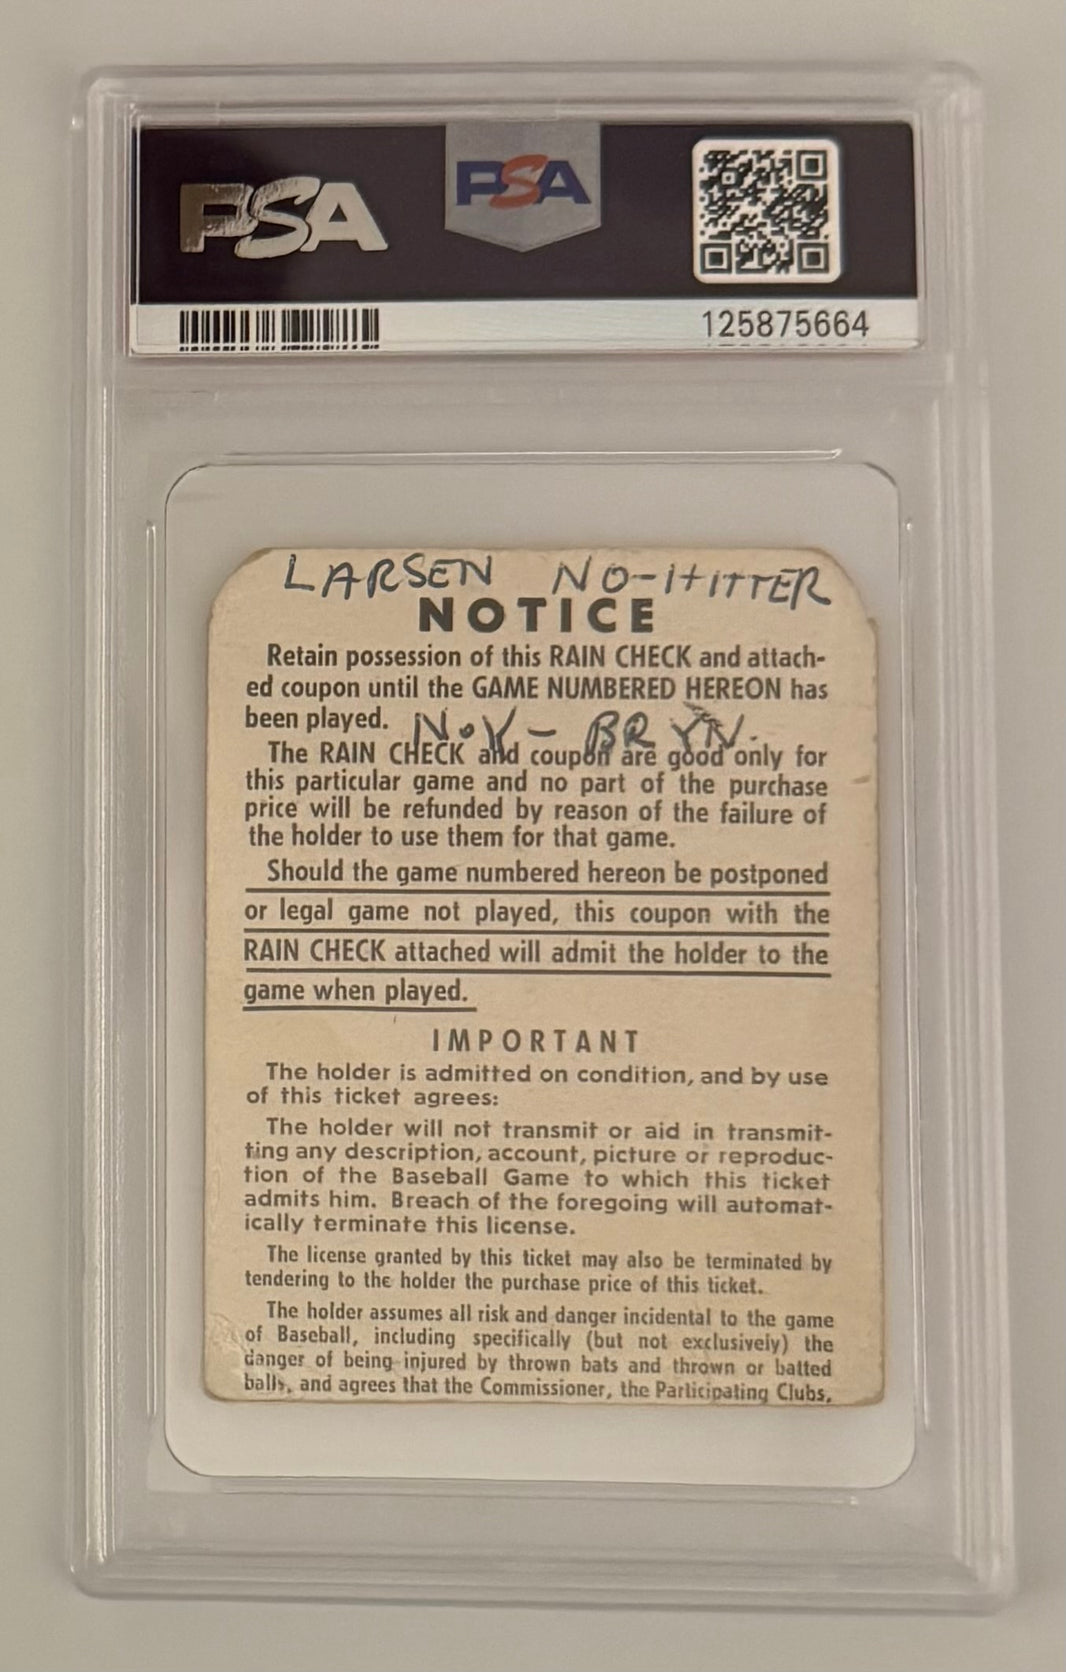 PSA
PSA
125875664
LARSEN NO-HITTER
NOTICE
Retain possession of this RAIN CHECK and attach-
ed coupon until the GAME NUMBERED HEREON has
been played.
N.Y - BRYN.
The RAIN CHECK and coupon are good only for
this particular game and no part of the purchase
price will be refunded by reason of the failure of
the holder to use them for that game.
Should the game numbered hereon be postponed
or legal game not played, this coupon with the
RAIN CHECK attached will admit the holder to the
game when played.
IMPORTANT
The holder is admitted on condition, and by use
of this ticket agrees:
The holder will not transmit or aid in transmit-
ting any description, account, picture or reproduc-
tion of the Baseball Game to which this ticket
admits him. Breach of the foregoing will automat-
ically terminate this license.
The license granted by this ticket may also be terminated by
tendering to the holder the purchase price of this ticket.
The holder assumes all risk and danger incidental to the game
of Baseball, including specifically (but not exclusively) the
danger of being injured by thrown bats and thrown or batted
balls, and agrees that the Commissioner, the Participating Clubs,